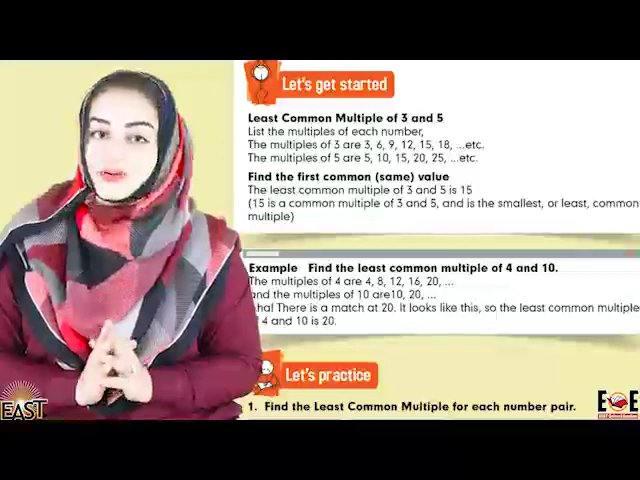 Let's get started
Least Common Multiple of 3 and 5
List the multiples of each number,
The multiples of 3 are 3, 6, 9, 12, 15, 18, ...etc.
The multiples of 5 are 5, 10, 15, 20, 25, ...etc.
Find the first common (same) value
The least common multiple of 3 and 5 is 15
(15 is a common multiple of 3 and 5, and is the smallest, or least, common
multiple)
Example Find the least common multiple of 4 and 10.
The multiples of 4 are 4, 8, 12, 16, 20, ...
and the multiples of 10 are10, 20, ...
ha! There is a match at 20. It looks like this, so the least common multiple
4 and 10 is 20.
Let's practice
1. Find the Least Common Multiple for each number pair.
EAST
EOE